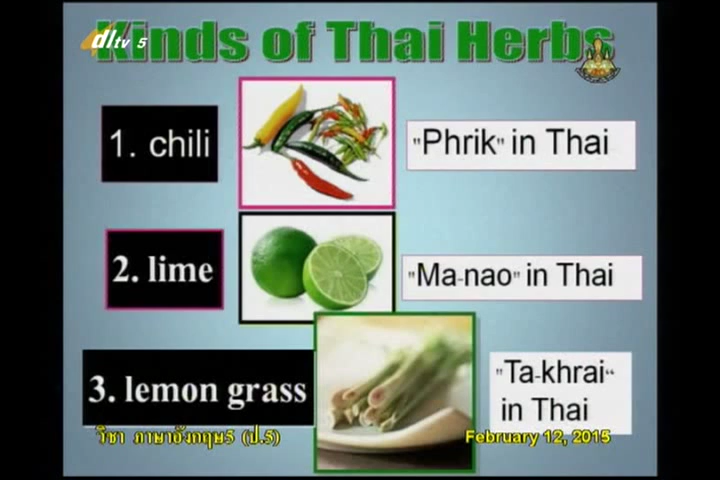 Kinds of Thai Herbs
dltv 5
1. chili
"Phrik" in Thai
2. lime
"Ma-nao" in Thai
3. lemon grass
"Ta-khrai“
in Thai
วิชา ภาษาอังกฤษ5 (ป.5)
February 12, 2015